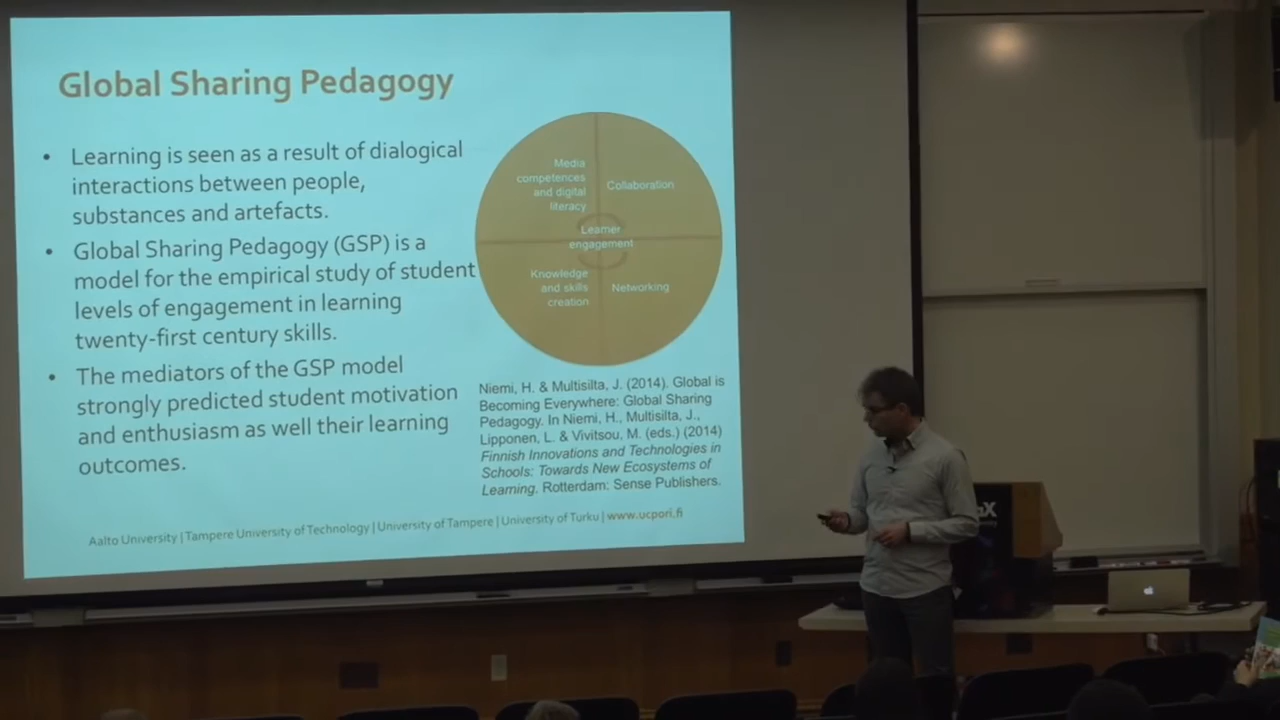 Global Sharing Pedagogy
• Learning is seen as a result of dialogical
interactions between people,
substances and artefacts.
• Global Sharing Pedagogy (GSP) is a
model for the empirical study of student
levels of engagement in learning
twenty-first century skills.
• The mediators of the GSP model
strongly predicted student motivation
and enthusiasm as well their learning
outcomes.
Media
competences
and digital
literacy
Collaboration
Learner
engagement
Knowledge
and skills
creation
Networking
Niemi, H. & Multisilta, J. (2014). Global is
Becoming Everywhere: Global Sharing
Pedagogy. In Niemi, H., Multisilta, J.,
Lipponen, L. & Vivitsou, M. (eds.) (2014)
Finnish Innovations and Technologies in
Schools: Towards New Ecosystems of
Learning. Rotterdam: Sense Publishers.
Aalto University | Tampere University of Technology | University of Tampere | University of Turku | www.ucpori.fi